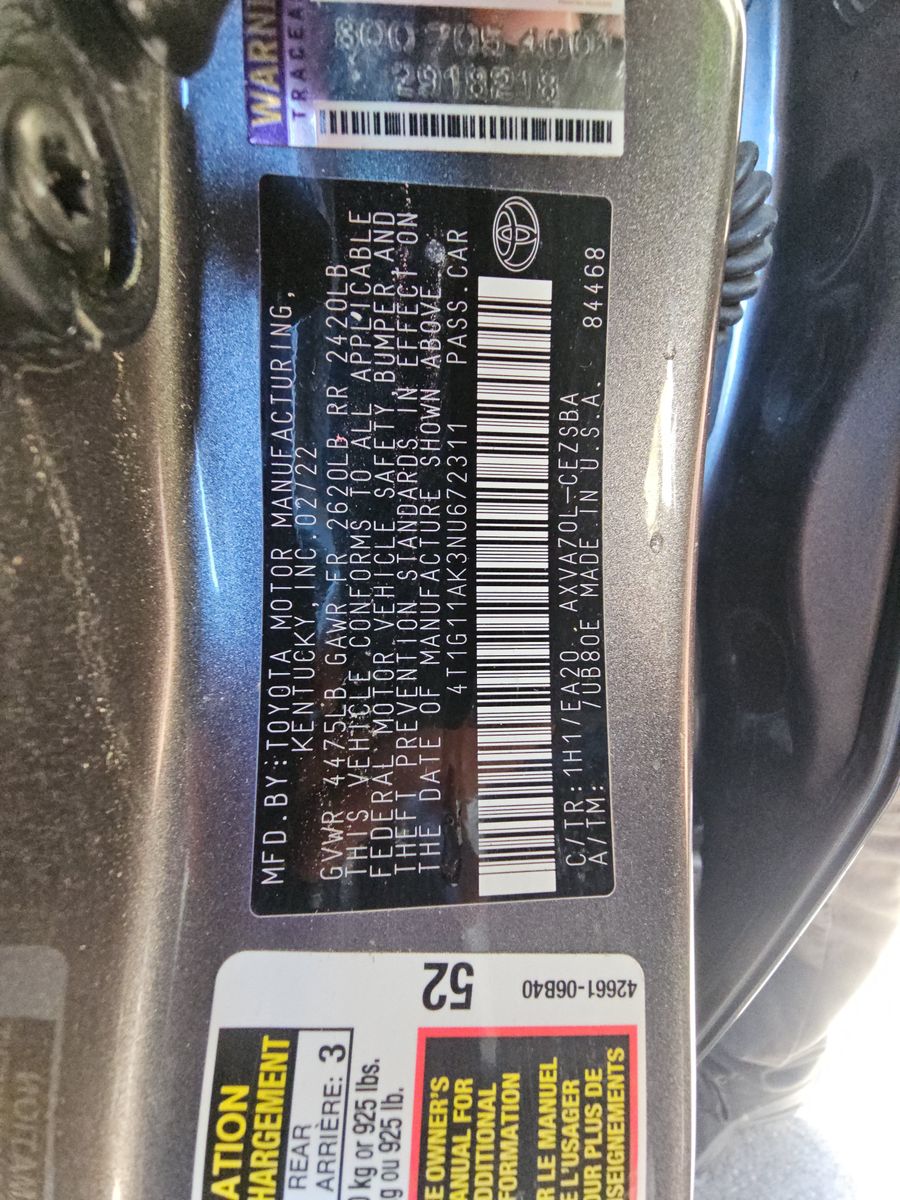 WARN
TRACEA
800 705 4001
2918218
MFD.BY:TOYOTA MOTOR MANUFACTURING,
KENTUCKY,INC.02/22
GVWR 4475LB GAWR FR 2620LB RR 2420LB
THIS VEHICLE CONFORMS TO ALL APPLICABLE
FEDERAL MOTOR VEHICLE SAFETY BUMPER,AND
THEFT PREVENTION STANDARDS IN EFFECT ON
THE DATE OF MANUFACTURE SHOWN ABOVE.
4T1G11AK3NU672311 PASS.CAR
C/TR:1H1/EA20 AXVA70L-CEZSBA
A/TM: /UB80E MADE IN U.S.A. 84468
52
42661-06B40
ATION
HARGEMENT
REAR
ARRIÈRE: 3
kg or 925 lbs.
g ou 925 lb.
E OWNER'S
ANUAL FOR
DDITIONAL
FORMATION
R LE MANUEL
E L'USAGER
OUR PLUS DE
SEIGNEMENTS